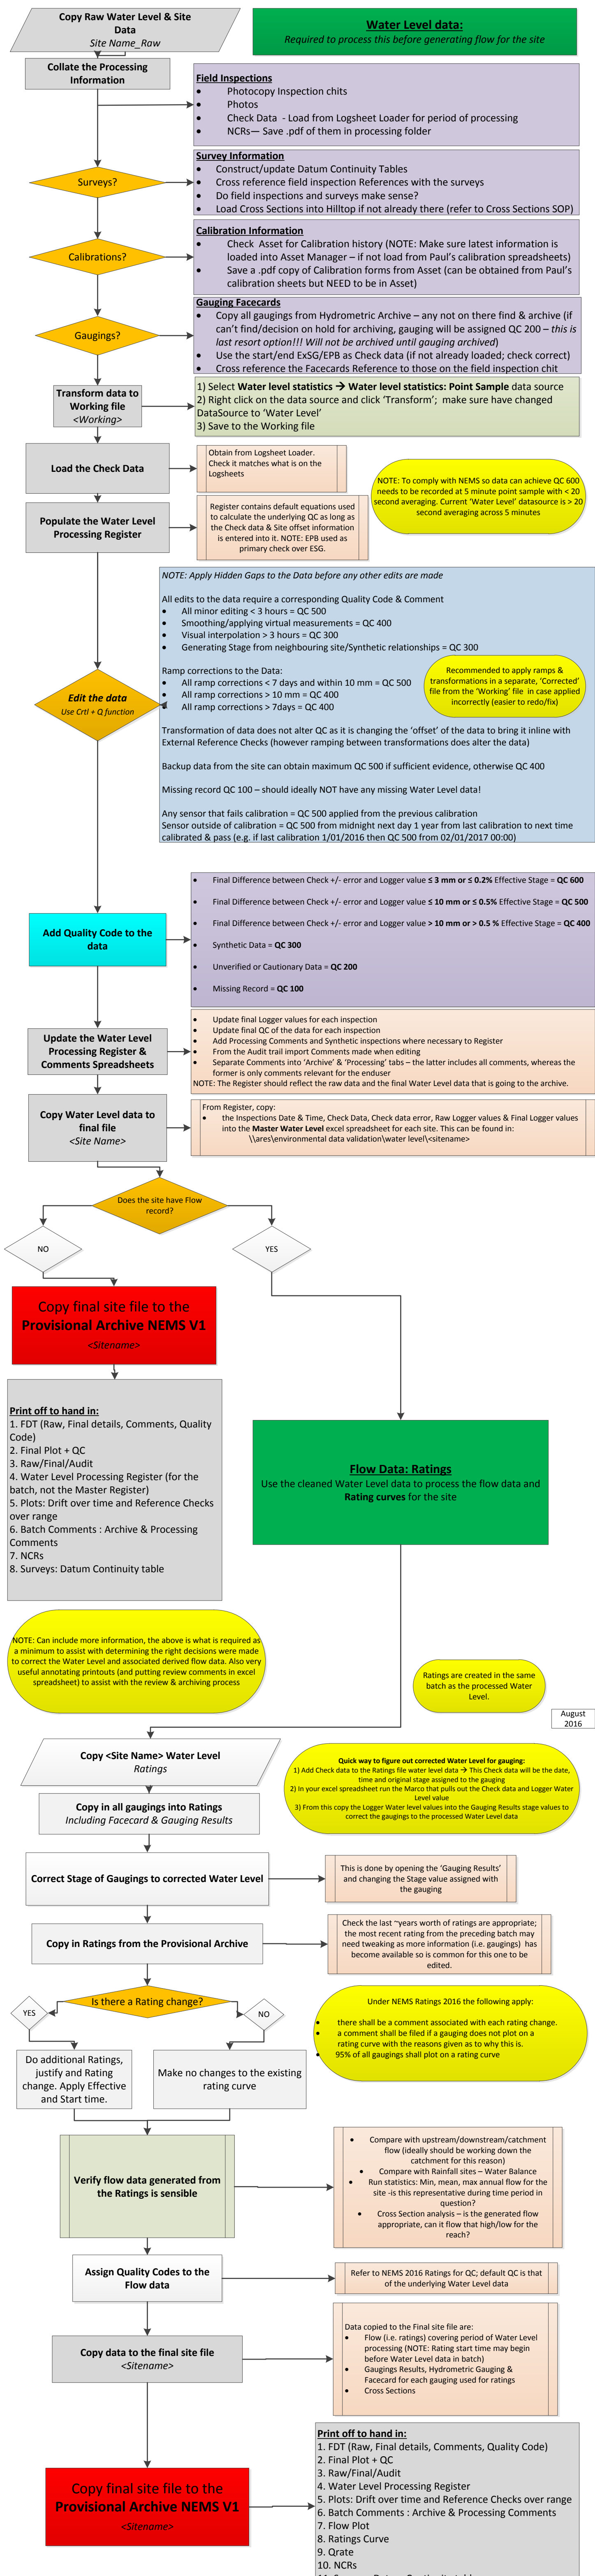 Copy Raw Water Level & Site
Data
Site Name_Raw
Water Level data:
Required to process this before generating flow for the site
Collate the Processing
Information
Field Inspections
• Photocopy Inspection chits
• Photos
• Check Data - Load from Logsheet Loader for period of processing
• NCRs— Save .pdf of them in processing folder
Surveys?
Survey Information
• Construct/update Datum Continuity Tables
• Cross reference field inspection References with the surveys
• Do field inspections and surveys make sense?
• Load Cross Sections into Hilltop if not already there (refer to Cross Sections SOP)
Calibrations?
Calibration Information
• Check Asset for Calibration history (NOTE: Make sure latest information is
loaded into Asset Manager – if not load from Paul's calibration spreadsheets)
• Save a .pdf copy of Calibration forms from Asset (can be obtained from Paul's
calibration sheets but NEED to be in Asset)
Gaugings?
Gauging Facecards
• Copy all gaugings from Hydrometric Archive – any not on there find & archive (if
can't find/decision on hold for archiving, gauging will be assigned QC 200 – this is
last resort option!!! Will not be archived until gauging archived)
• Use the start/end ExSG/EPB as Check data (if not already loaded; check correct)
• Cross reference the Facecards Reference to those on the field inspection chit
Transform data to
Working file
<Working>
1) Select Water level statistics → Water level statistics: Point Sample data source
2) Right click on the data source and click 'Transform'; make sure have changed
DataSource to 'Water Level'
3) Save to the Working file
Load the Check Data
Obtain from Logsheet Loader.
Check it matches what is on the
Logsheets
NOTE: To comply with NEMS so data can achieve QC 600
needs to be recorded at 5 minute point sample with < 20
second averaging. Current 'Water Level' datasource is > 20
second averaging across 5 minutes
Populate the Water Level
Processing Register
Register contains default equations used
to calculate the underlying QC as long as
the Check data & Site offset information
is entered into it. NOTE: EPB used as
primary check over ESG.
Edit the data
Use Crtl + Q function
NOTE: Apply Hidden Gaps to the Data before any other edits are made
All edits to the data require a corresponding Quality Code & Comment
• All minor editing < 3 hours = QC 500
• Smoothing/applying virtual measurements = QC 400
• Visual interpolation > 3 hours = QC 300
• Generating Stage from neighbouring site/Synthetic relationships = QC 300
Ramp corrections to the Data:
• All ramp corrections < 7 days and within 10 mm = QC 500
• All ramp corrections > 10 mm = QC 400
• All ramp corrections > 7days = QC 400
Recommended to apply ramps &
transformations in a separate, 'Corrected'
file from the 'Working' file in case applied
incorrectly (easier to redo/fix)
Transformation of data does not alter QC as it is changing the 'offset' of the data to bring it inline with
External Reference Checks (however ramping between transformations does alter the data)
Backup data from the site can obtain maximum QC 500 if sufficient evidence, otherwise QC 400
Missing record QC 100 – should ideally NOT have any missing Water Level data!
Any sensor that fails calibration = QC 500 applied from the previous calibration
Sensor outside of calibration = QC 500 from midnight next day 1 year from last calibration to next time
calibrated & pass (e.g. if last calibration 1/01/2016 then QC 500 from 02/01/2017 00:00)
Add Quality Code to the
data
• Final Difference between Check +/- error and Logger value ≤ 3 mm or ≤ 0.2% Effective Stage = QC 600
• Final Difference between Check +/- error and Logger value ≤ 10 mm or ≤ 0.5% Effective Stage = QC 500
• Final Difference between Check +/- error and Logger value > 10 mm or > 0.5 % Effective Stage = QC 400
• Synthetic Data = QC 300
• Unverified or Cautionary Data = QC 200
• Missing Record = QC 100
Update the Water Level
Processing Register &
Comments Spreadsheets
• Update final Logger values for each inspection
• Update final QC of the data for each inspection
• Add Processing Comments and Synthetic inspections where necessary to Register
• From the Audit trail import Comments made when editing
• Separate Comments into 'Archive' & 'Processing' tabs – the latter includes all comments, whereas the
former is only comments relevant for the enduser
NOTE: The Register should reflect the raw data and the final Water Level data that is going to the archive.
Copy Water Level data to
final file
<Site Name>
From Register, copy:
• the Inspections Date & Time, Check Data, Check data error, Raw Logger values & Final Logger values
into the Master Water Level excel spreadsheet for each site. This can be found in:
\\ares\environmental data validation\water level\<sitename>
Does the site have Flow
record?
NO
YES
Copy final site file to the
Provisional Archive NEMS V1
<Sitename>
Print off to hand in:
1. FDT (Raw, Final details, Comments, Quality
Code)
2. Final Plot + QC
3. Raw/Final/Audit
4. Water Level Processing Register (for the
batch, not the Master Register)
5. Plots: Drift over time and Reference Checks
over range
6. Batch Comments : Archive & Processing
Comments
7. NCRs
8. Surveys: Datum Continuity table
Flow Data: Ratings
Use the cleaned Water Level data to process the flow data and
Rating curves for the site
NOTE: Can include more information, the above is what is required as
a minimum to assist with determining the right decisions were made
to correct the Water Level and associated derived flow data. Also very
useful annotating printouts (and putting review comments in excel
spreadsheet) to assist with the review & archiving process
Ratings are created in the same
batch as the processed Water
Level.
August
2016
Copy <Site Name> Water Level
Ratings
Quick way to figure out corrected Water Level for gauging:
1) Add Check data to the Ratings file water level data → This Check data will be the date,
time and original stage assigned to the gauging
2) In your excel spreadsheet run the Marco that pulls out the Check data and Logger Water
Level value
3) From this copy the Logger Water level values into the Gauging Results stage values to
correct the gaugings to the processed Water Level data
Copy in all gaugings into Ratings
Including Facecard & Gauging Results
Correct Stage of Gaugings to corrected Water Level
This is done by opening the 'Gauging Results'
and changing the Stage value assigned with
the gauging
Copy in Ratings from the Provisional Archive
Check the last ~years worth of ratings are appropriate;
the most recent rating from the preceding batch may
need tweaking as more information (i.e. gaugings) has
become available so is common for this one to be
edited.
Is there a Rating change?
YES
NO
Under NEMS Ratings 2016 the following apply:
• there shall be a comment associated with each rating change.
• a comment shall be filed if a gauging does not plot on a
rating curve with the reasons given as to why this is.
• 95% of all gaugings shall plot on a rating curve
Do additional Ratings,
justify and Rating
change. Apply Effective
and Start time.
Make no changes to the existing
rating curve
Verify flow data generated from
the Ratings is sensible
• Compare with upstream/downstream/catchment
flow (ideally should be working down the
catchment for this reason)
• Compare with Rainfall sites – Water Balance
• Run statistics: Min, mean, max annual flow for the
site -is this representative during time period in
question?
• Cross Section analysis – is the generated flow
appropriate, can it flow that high/low for the
reach?
Assign Quality Codes to the
Flow data
Refer to NEMS 2016 Ratings for QC; default QC is that
of the underlying Water Level data
Copy data to the final site file
<Sitename>
Data copied to the Final site file are:
• Flow (i.e. ratings) covering period of Water Level
processing (NOTE: Rating start time may begin
before Water Level data in batch)
• Gaugings Results, Hydrometric Gauging &
Facecard for each gauging used for ratings
• Cross Sections
Copy final site file to the
Provisional Archive NEMS V1
<Sitename>
Print off to hand in:
1. FDT (Raw, Final details, Comments, Quality Code)
2. Final Plot + QC
3. Raw/Final/Audit
4. Water Level Processing Register
5. Plots: Drift over time and Reference Checks over range
6. Batch Comments : Archive & Processing Comments
7. Flow Plot
8. Ratings Curve
9. Qrate
10. NCRs